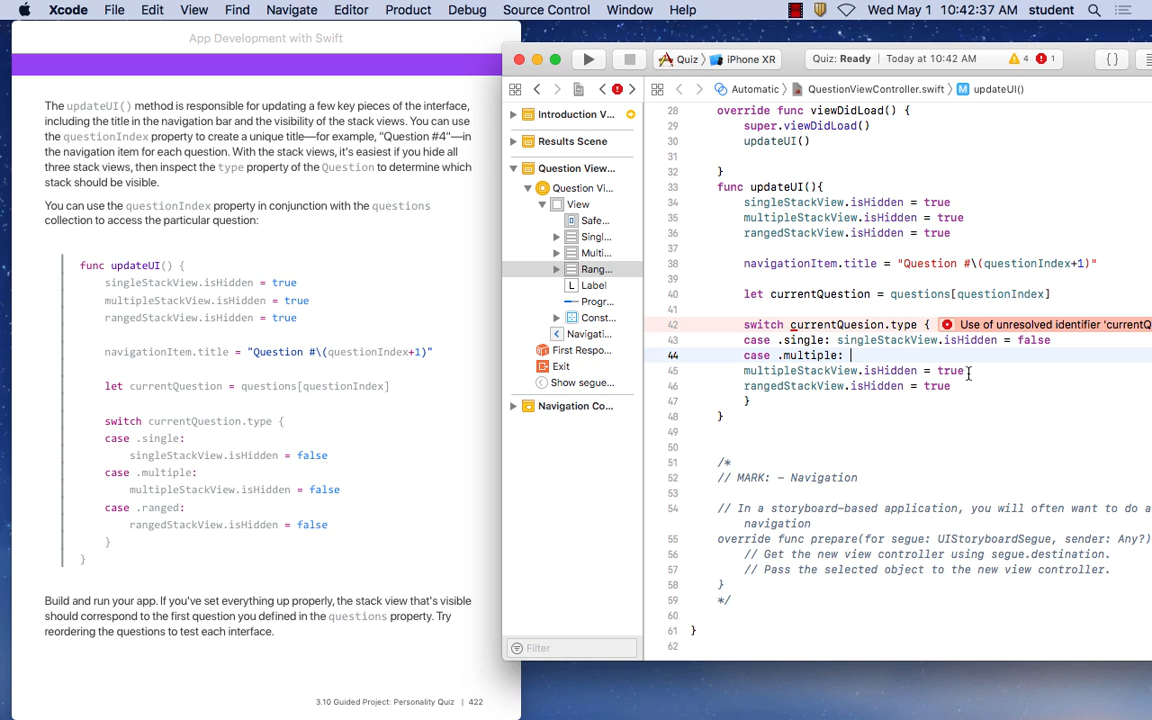 Xcode File Edit View Find Navigate Editor Product Debug Source Control Window Help Wed May 1 10:42:37 AM student
App Development with Swift
The updateUI() method is responsible for updating a few key pieces of the interface,
including the title in the navigation bar and the visibility of the stack views. You can use
the questionIndex property to create a unique title—for example, "Question #4"—in
the navigation item for each question. With the stack views, it's easiest if you hide all
three stack views, then inspect the type property of the Question to determine which
stack should be visible.
You can use the questionIndex property in conjunction with the questions
collection to access the particular question:
func updateUI() {
singleStackView.isHidden = true
multipleStackView.isHidden = true
rangedStackView.isHidden = true
navigationItem.title = "Question #\(questionIndex+1)"
let currentQuestion = questions[questionIndex]
switch currentQuestion.type {
case .single:
singleStackView.isHidden = false
case .multiple:
multipleStackView.isHidden = false
case .ranged:
rangedStackView.isHidden = false
}
}
Build and run your app. If you've set everything up properly, the stack view that's visible
should correspond to the first question you defined in the questions property. Try
reordering the questions to test each interface.
3.10 Guided Project: Personality Quiz | 422
Quiz iPhone XR Quiz: Ready Today at 10:42 AM 4 1 { }
Automatic QuestionViewController.swift M updateUI()
Introduction V...
Results Scene
Question View...
Question Vi...
View
Safe...
Singl...
Multi...
Rang...
L Label
Progr...
Const...
Navigati...
First Respo...
Exit
Show segue...
Navigation Co...
Filter
28 override func viewDidLoad() {
29 super.viewDidLoad()
30 updateUI()
31
32 }
33 func updateUI(){
34 singleStackView.isHidden = true
35 multipleStackView.isHidden = true
36 rangedStackView.isHidden = true
37
38 navigationItem.title = "Question #\(questionIndex+1)"
39
40 let currentQuestion = questions[questionIndex]
41
42 switch currentQuesion.type { Use of unresolved identifier 'currentQ
43 case .single: singleStackView.isHidden = false
44 case .multiple:
45 multipleStackView.isHidden = true
46 rangedStackView.isHidden = true
47 }
48 }
49
50
51 /*
52 // MARK: - Navigation
53
54 // In a storyboard-based application, you will often want to do a
navigation
55 override func prepare(for segue: UIStoryboardSegue, sender: Any?)
56 // Get the new view controller using segue.destination.
57 // Pass the selected object to the new view controller.
58 }
59 */
60
61 }
62